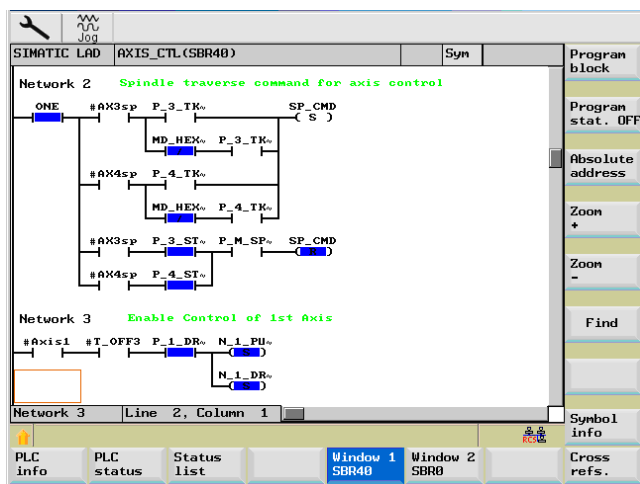 Jog
SIMATIC LAD AXIS_CTL(SBR40) Sym
Network 2 Spindle traverse command for axis control
ONE #AX3sp P_3_TK~ SP_CMD
( S )
MD_HEX~ P_3_TK~
/
#AX4sp P_4_TK~
MD_HEX~ P_4_TK~
/
#AX3sp P_3_ST~ P_M_SP~ SP_CMD
(R)
#AX4sp P_4_ST~
Network 3 Enable Control of 1st Axis
#Axis1 #T_OFF3 P_1_DR~ N_1_PU~
( S )
N_1_DR~
( S )
Network 3 Line 2, Column 1
RCS
Program
block
Program
stat. OFF
Absolute
address
Zoom
+
Zoom
-
Find
Symbol
info
Cross
refs.
PLC
info
PLC
status
Status
list
Window 1
SBR40
Window 2
SBR0